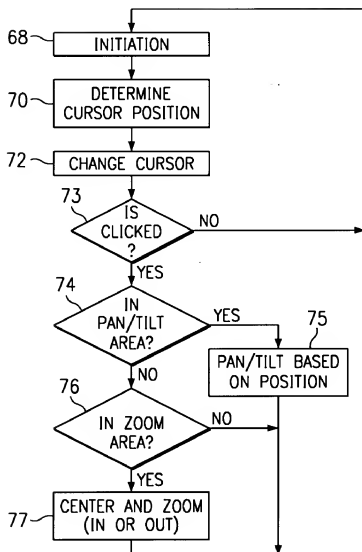 68
INITIATION
70
DETERMINE
CURSOR POSITION
72
CHANGE CURSOR
73
IS
CLICKED
?
NO
YES
74
IN
PAN/TILT
AREA?
YES
NO
75
PAN/TILT BASED
ON POSITION
76
IN ZOOM
AREA?
NO
YES
77
CENTER AND ZOOM
(IN OR OUT)